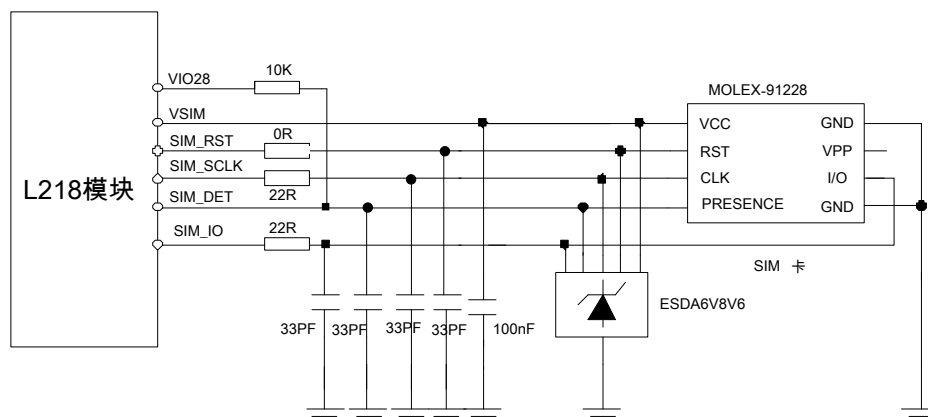 10K
VIO28
MOLEX-91228
VSIM
VCC
GND
SIM_RST
0R
RST
VPP
SIM_SCLK
CLK
I/O
L218模块
SIM_DET
22R
PRESENCE
GND
SIM_IO
22R
SIM 卡
ESDA6V8V6
33PF
33PF
33PF
33PF
100nF